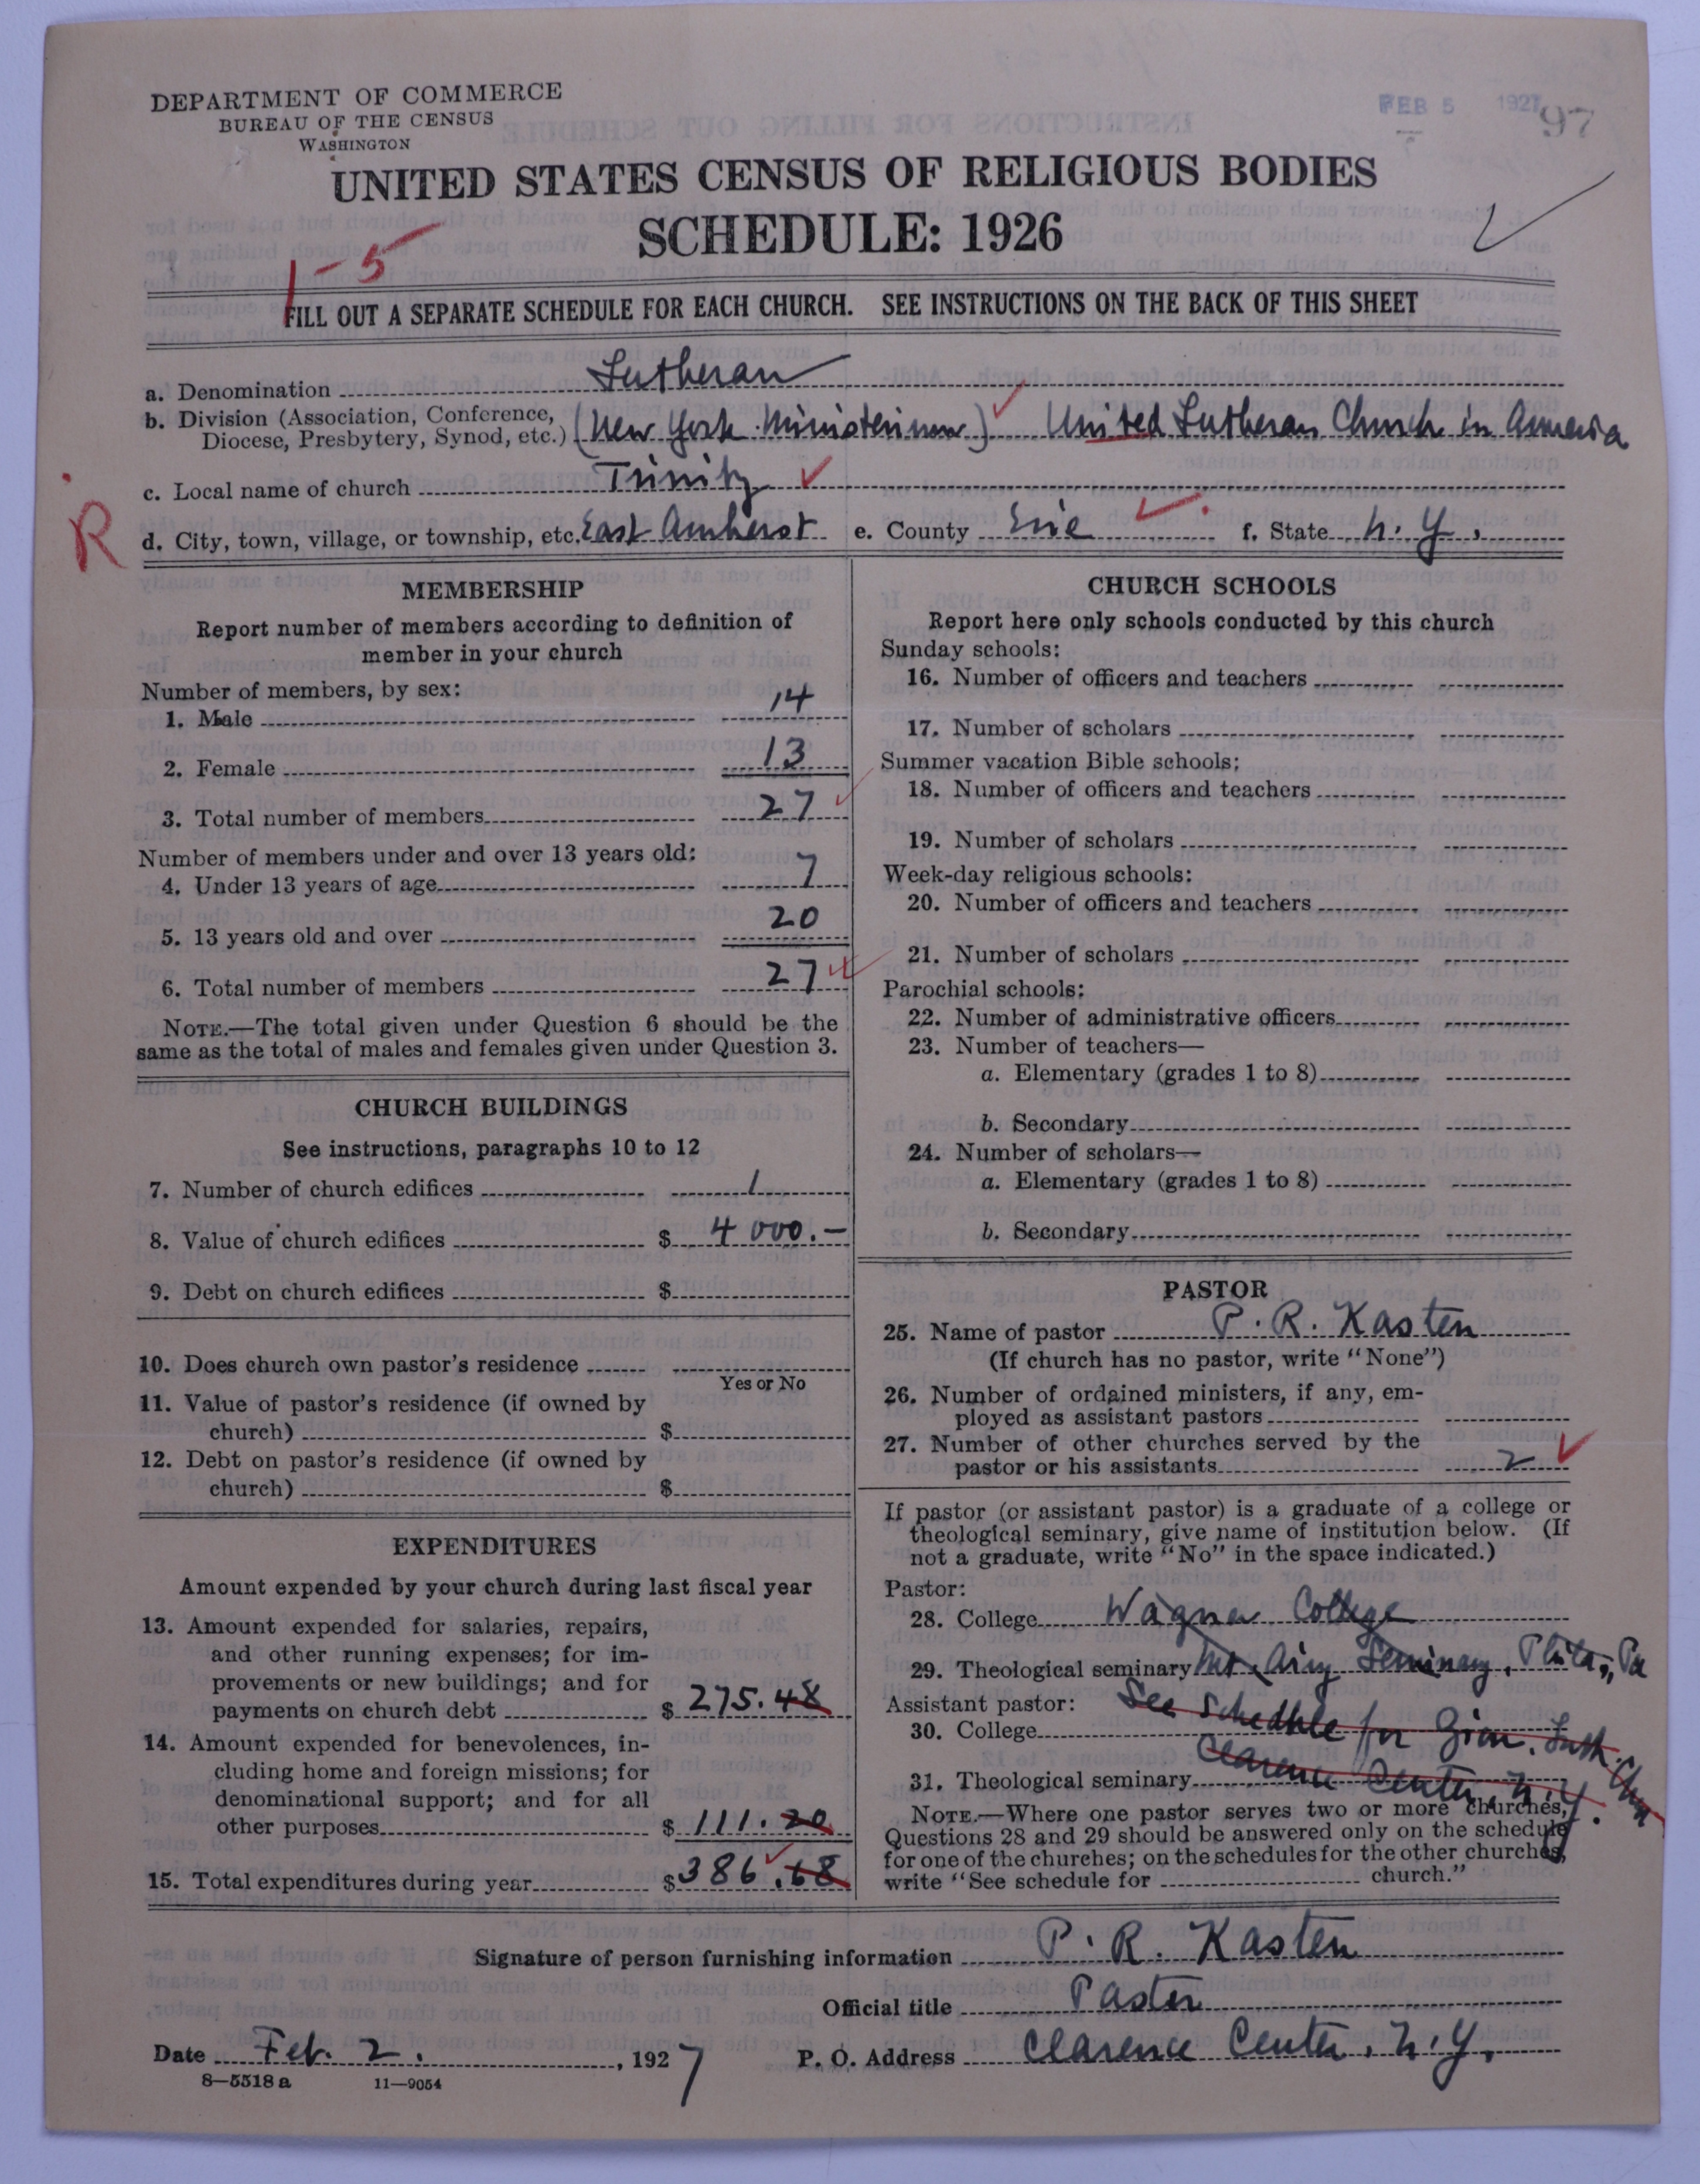 DEPARTMENT OF COMMERCE
BUREAU OF THE CENSUS
WASHINGTON
FEB 5 1927
97
UNITED STATES CENSUS OF RELIGIOUS BODIES
SCHEDULE: 1926
1-5
FILL OUT A SEPARATE SCHEDULE FOR EACH CHURCH. SEE INSTRUCTIONS ON THE BACK OF THIS SHEET
a. Denomination Lutheran
b. Division (Association, Conference,
Diocese, Presbytery, Synod, etc.) (New York Ministerium) United Lutheran Church in America
c. Local name of church Trinity
R
d. City, town, village, or township, etc. East Amherst e. County Erie f. State N. Y.
MEMBERSHIP
Report number of members according to definition of
member in your church
Number of members, by sex:
1. Male 14
2. Female 13
3. Total number of members 27
Number of members under and over 13 years old:
4. Under 13 years of age 7
5. 13 years old and over 20
6. Total number of members 27
NOTE.—The total given under Question 6 should be the
same as the total of males and females given under Question 3.
CHURCH BUILDINGS
See instructions, paragraphs 10 to 12
7. Number of church edifices 1
8. Value of church edifices $ 4 000.—
9. Debt on church edifices $
10. Does church own pastor's residence
Yes or No
11. Value of pastor's residence (if owned by
church) $
12. Debt on pastor's residence (if owned by
church) $
EXPENDITURES
Amount expended by your church during last fiscal year
13. Amount expended for salaries, repairs,
and other running expenses; for im-
provements or new buildings; and for
payments on church debt $ 275.48
14. Amount expended for benevolences, in-
cluding home and foreign missions; for
denominational support; and for all
other purposes $ 111.20
15. Total expenditures during year $ 386.68
CHURCH SCHOOLS
Report here only schools conducted by this church
Sunday schools:
16. Number of officers and teachers
17. Number of scholars
Summer vacation Bible schools:
18. Number of officers and teachers
19. Number of scholars
Week-day religious schools:
20. Number of officers and teachers
21. Number of scholars
Parochial schools:
22. Number of administrative officers
23. Number of teachers—
a. Elementary (grades 1 to 8)
b. Secondary
24. Number of scholars—
a. Elementary (grades 1 to 8)
b. Secondary
PASTOR
25. Name of pastor P. R. Kasten
(If church has no pastor, write "None")
26. Number of ordained ministers, if any, em-
ployed as assistant pastors
27. Number of other churches served by the
pastor or his assistants 2
If pastor (or assistant pastor) is a graduate of a college or
theological seminary, give name of institution below. (If
not a graduate, write "No" in the space indicated.)
Pastor:
28. College Wagner College
29. Theological seminary Mt. Airy Seminary, Phila., Pa
Assistant pastor: See schedule for Zion. Luth. Chur
30. College
Clarence Center, N. Y.
31. Theological seminary
NOTE.—Where one pastor serves two or more churches,
Questions 28 and 29 should be answered only on the schedule
for one of the churches; on the schedules for the other churches,
write "See schedule for church."
Signature of person furnishing information P. R. Kasten
Official title Pastor
Date Feb. 2. , 1927 P. O. Address Clarence Center, N. Y.
8—5518 a 11—9054